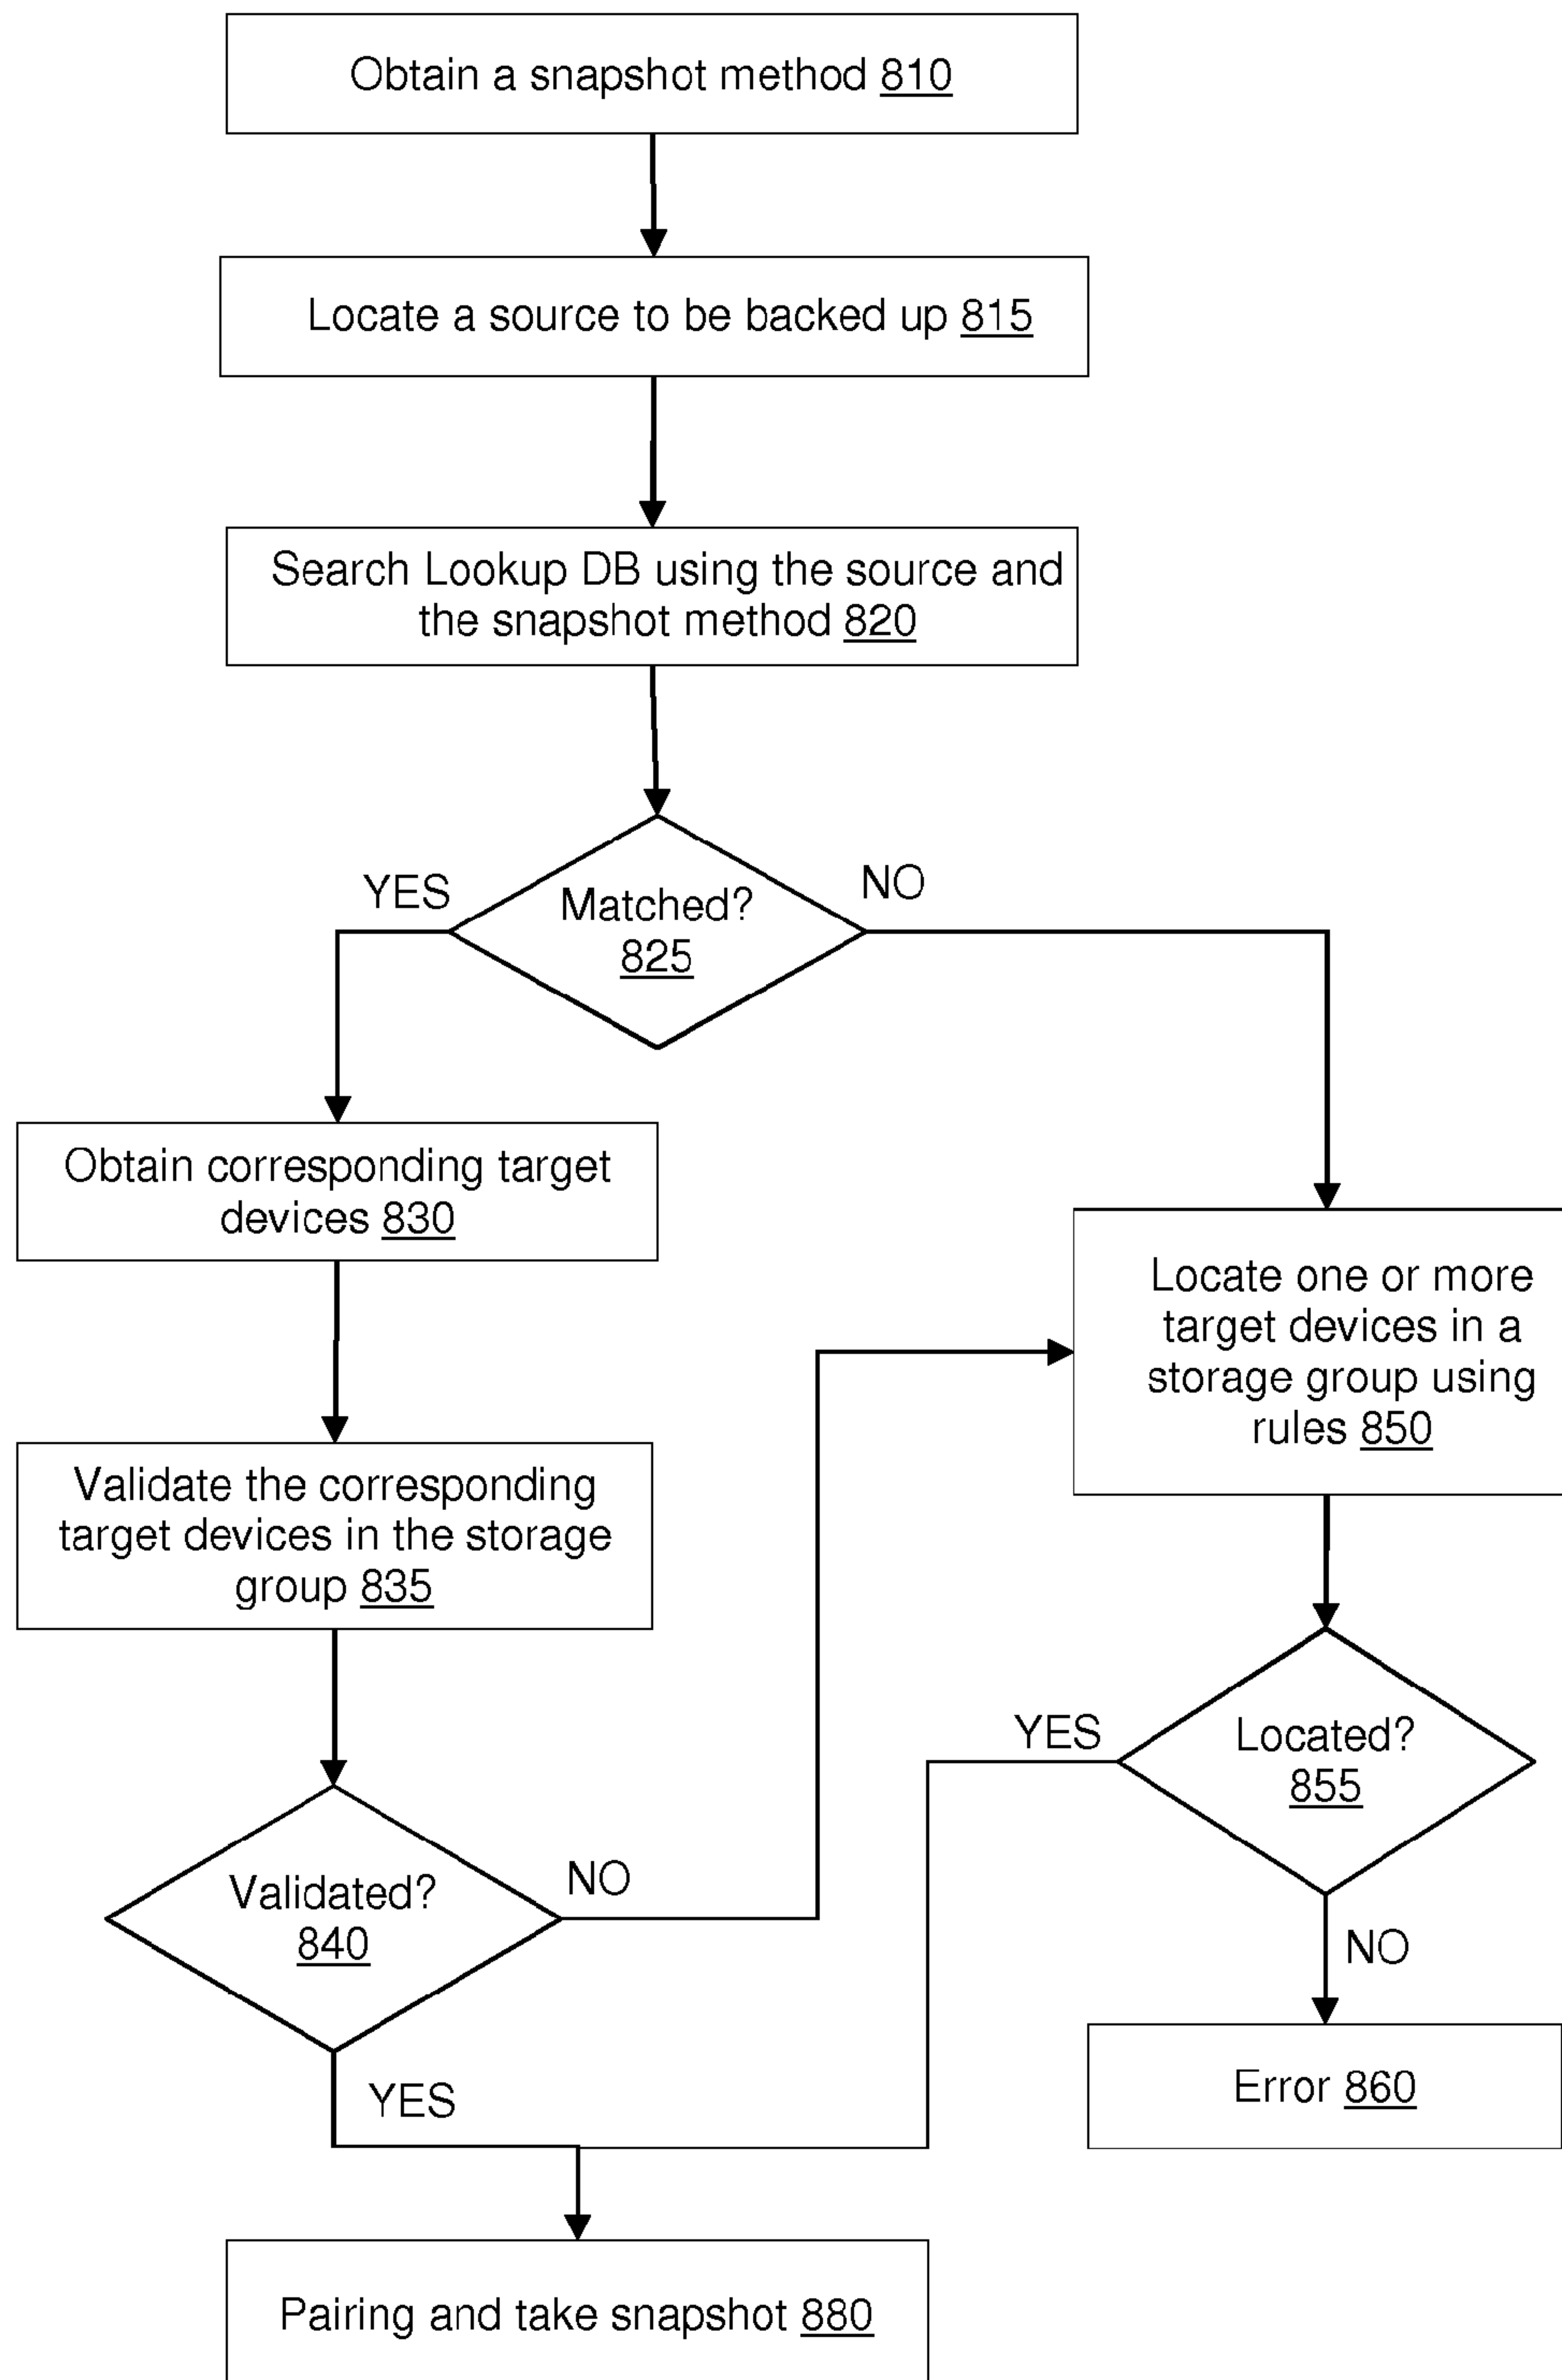 Obtain a snapshot method 810
Locate a source to be backed up 815
Search Lookup DB using the source and
the snapshot method 820
YES
Matched?
825
NO
Obtain corresponding target
devices 830
Locate one or more
target devices in a
storage group using
rules 850
Validate the corresponding
target devices in the storage
group 835
YES
Located?
855
Validated?
840
NO
NO
YES
Error 860
Pairing and take snapshot 880